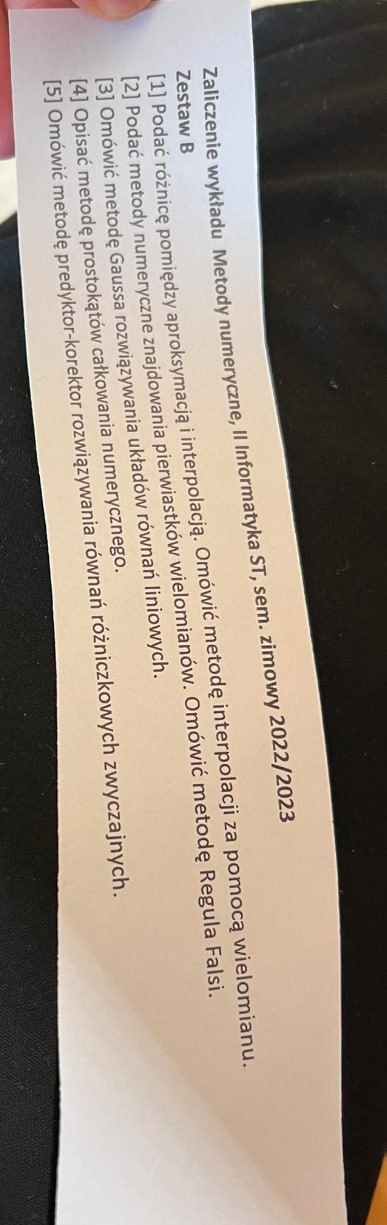 Zaliczenie wykładu Metody numeryczne, II Informatyka ST, sem. zimowy 2022/2023
Zestaw B
[1] Podać różnicę pomiędzy aproksymacją i interpolacją. Omówić metodę interpolacji za pomocą wielomianu.
[2] Podać metody numeryczne znajdowania pierwiastków wielomianów. Omówić metodę Regula Falsi.
[3] Omówić metodę Gaussa rozwiązywania układów równań liniowych.
[4] Opisać metodę prostokątów całkowania numerycznego.
[5] Omówić metodę predyktor-korektor rozwiązywania równań różniczkowych zwyczajnych.